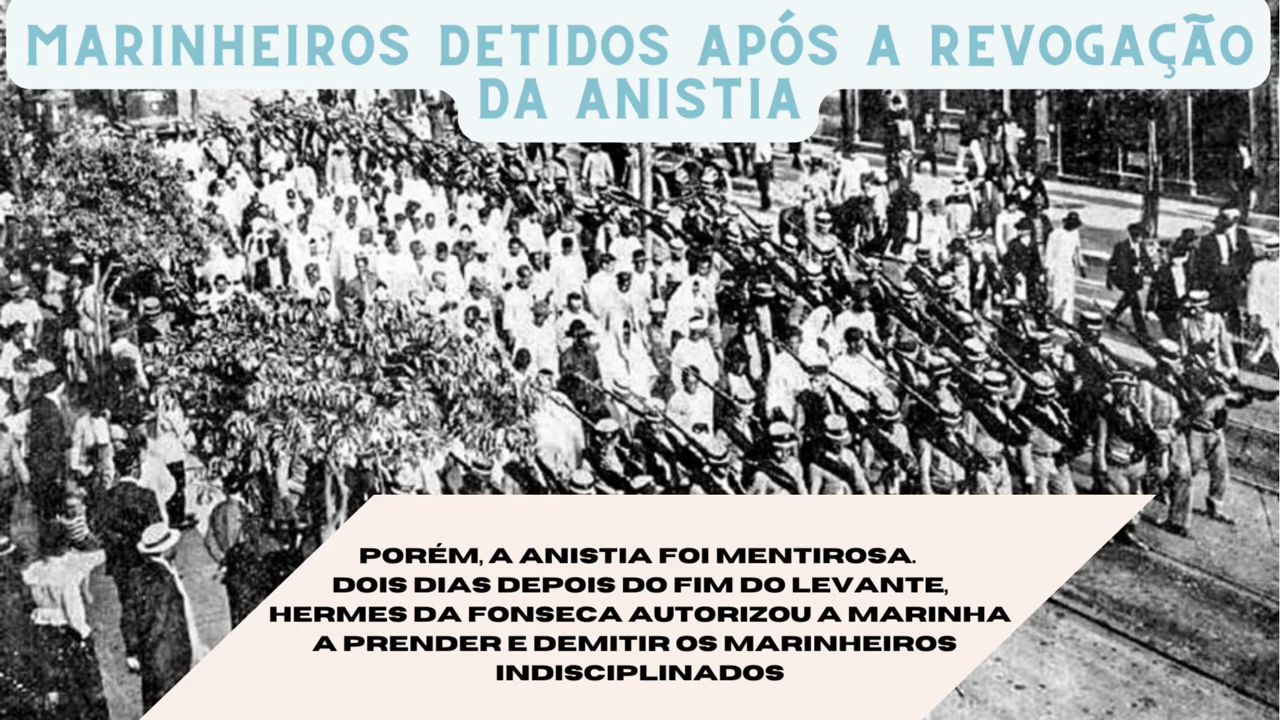 MARINHEIROS DETIDOS APÓS A REVOGAÇÃO
DA ANISTIA
PORÉM, A ANISTIA FOI MENTIROSA.
DOIS DIAS DEPOIS DO FIM DO LEVANTE,
HERMES DA FONSECA AUTORIZOU A MARINHA
A PRENDER E DEMITIR OS MARINHEIROS
INDISCIPLINADOS